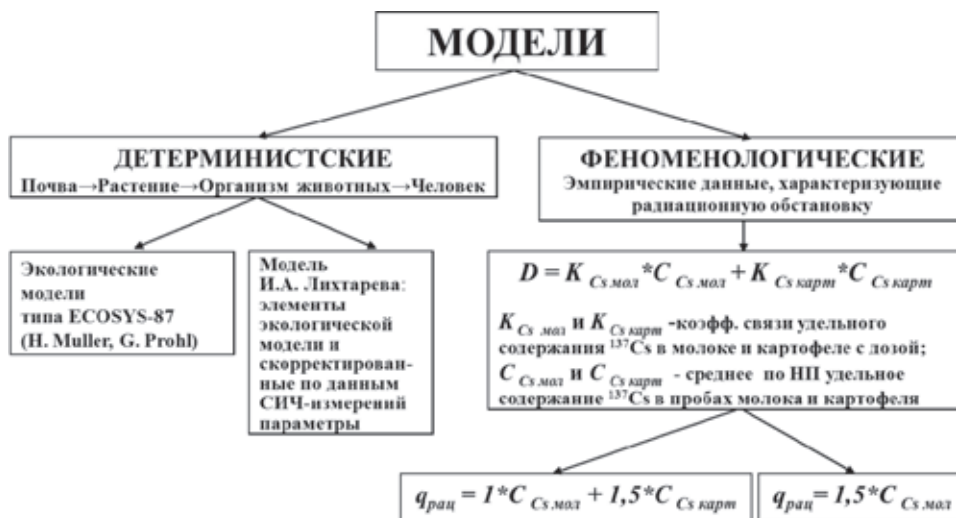 МОДЕЛИ
ДЕТЕРМИНИСТСКИЕ
Почва→Растение→Организм животных→Человек
ФЕНОМЕНОЛОГИЧЕСКИЕ
Эмпирические данные, характеризующие
радиационную обстановку
Экологические
модели
типа ECOSYS-87
(H. Muller, G. Prohl)
Модель
И.А. Лихтарева:
элементы
экологической
модели и
скорректирован-
ные по данным
СИЧ-измерений
параметры
D = K Cs мол *C Cs мол + K Cs карт *C Cs карт
K Cs мол и K Cs карт -коэфф. связи удельного
содержания ¹³⁷Cs в молоке и картофеле с дозой;
C Cs мол и C Cs карт - среднее по НП удельное
содержание ¹³⁷Cs в пробах молока и картофеля
q рац = 1*C Cs мол + 1,5*C Cs карт
q рац = 1,5*C Cs мол